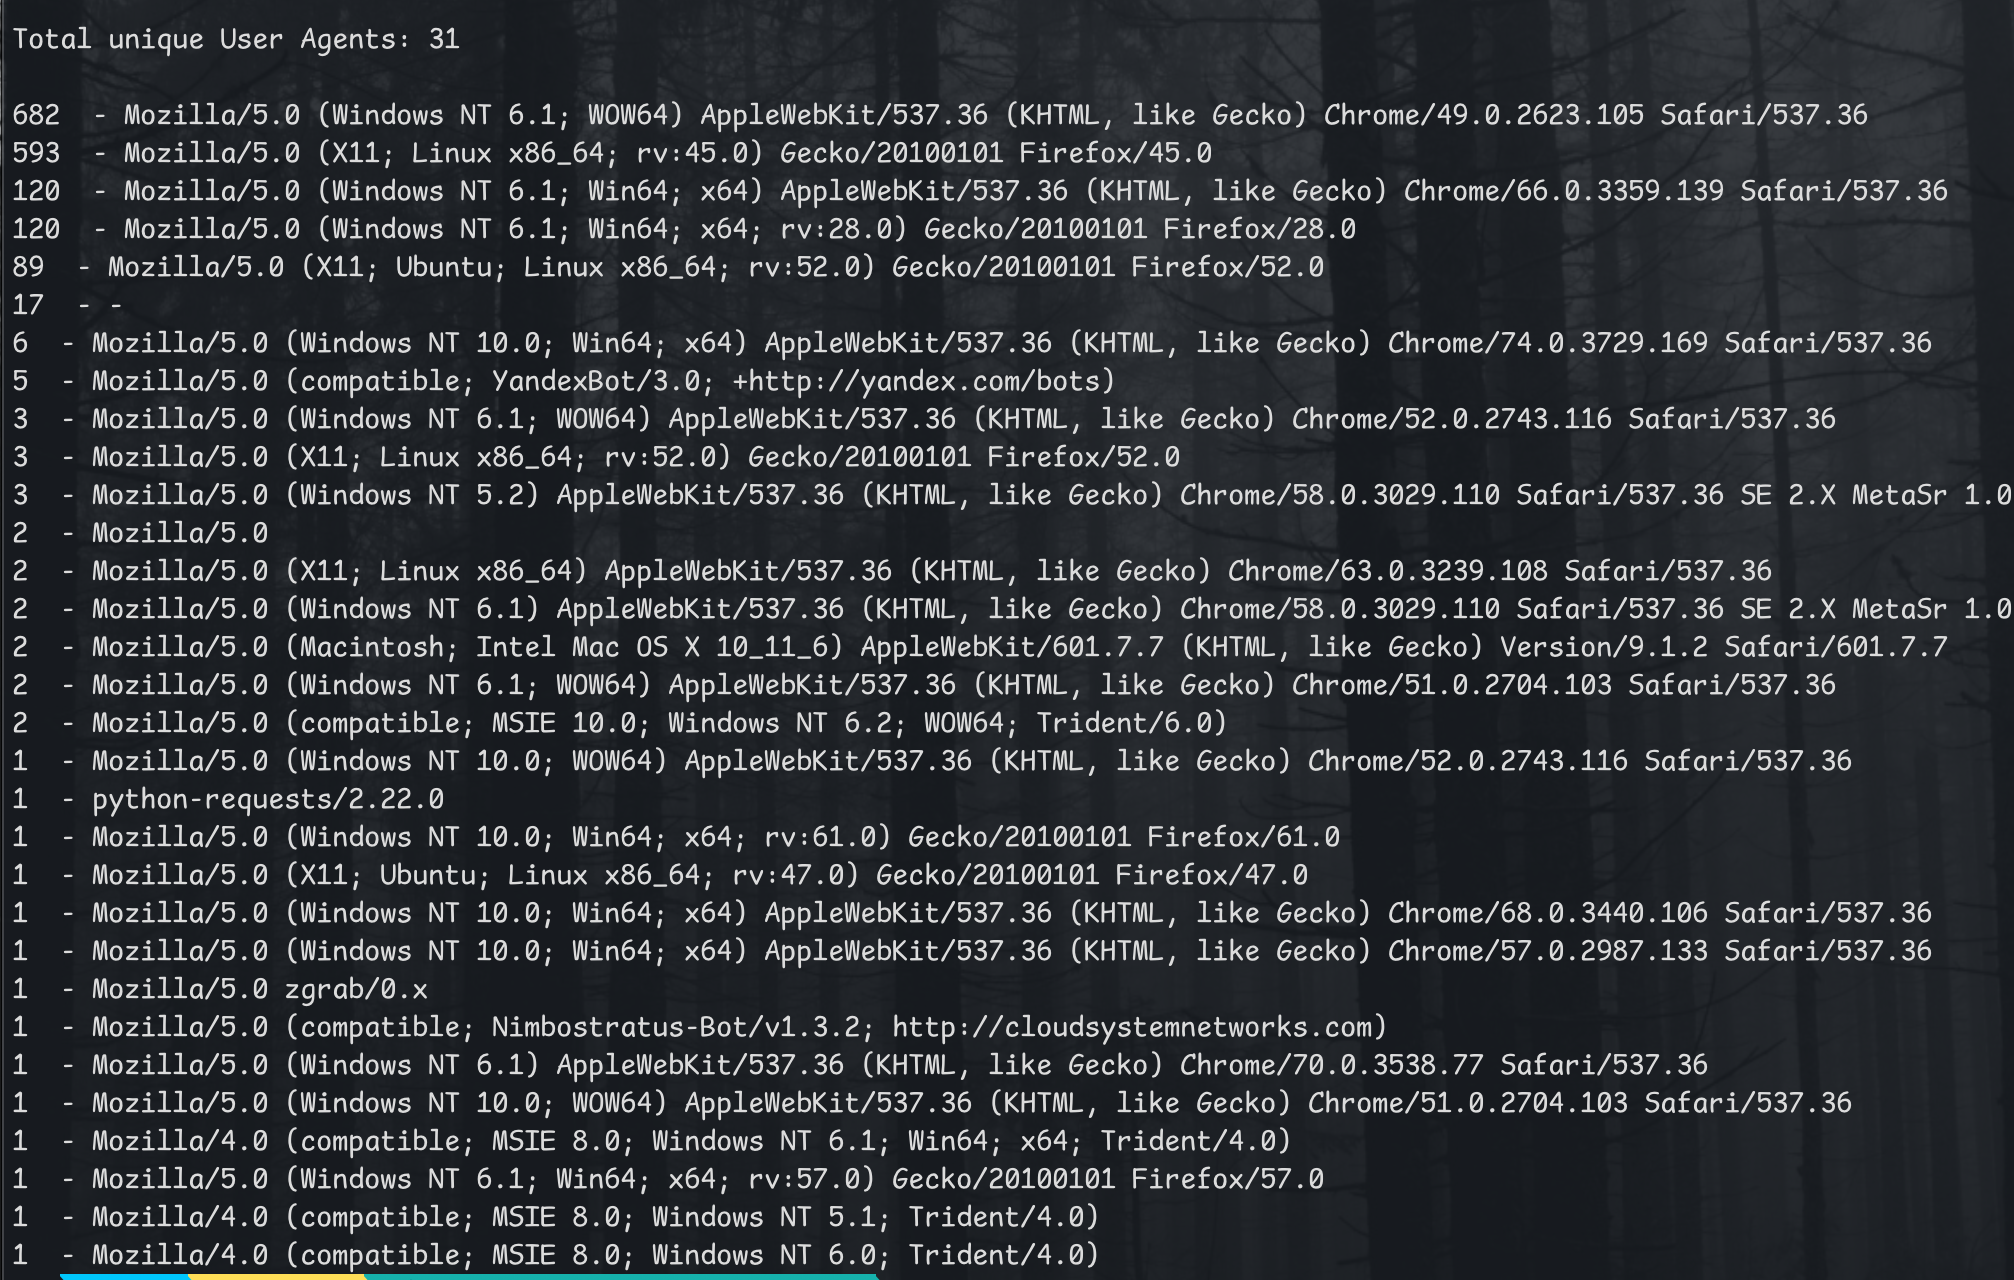 Total unique User Agents: 31
682  - Mozilla/5.0 (Windows NT 6.1; WOW64) AppleWebKit/537.36 (KHTML, like Gecko) Chrome/49.0.2623.105 Safari/537.36
593  - Mozilla/5.0 (X11; Linux x86_64; rv:45.0) Gecko/20100101 Firefox/45.0
120  - Mozilla/5.0 (Windows NT 6.1; Win64; x64) AppleWebKit/537.36 (KHTML, like Gecko) Chrome/66.0.3359.139 Safari/537.36
120  - Mozilla/5.0 (Windows NT 6.1; Win64; x64; rv:28.0) Gecko/20100101 Firefox/28.0
89  - Mozilla/5.0 (X11; Ubuntu; Linux x86_64; rv:52.0) Gecko/20100101 Firefox/52.0
17  - -
6  - Mozilla/5.0 (Windows NT 10.0; Win64; x64) AppleWebKit/537.36 (KHTML, like Gecko) Chrome/74.0.3729.169 Safari/537.36
5  - Mozilla/5.0 (compatible; YandexBot/3.0; +http://yandex.com/bots)
3  - Mozilla/5.0 (Windows NT 6.1; WOW64) AppleWebKit/537.36 (KHTML, like Gecko) Chrome/52.0.2743.116 Safari/537.36
3  - Mozilla/5.0 (X11; Linux x86_64; rv:52.0) Gecko/20100101 Firefox/52.0
3  - Mozilla/5.0 (Windows NT 5.2) AppleWebKit/537.36 (KHTML, like Gecko) Chrome/58.0.3029.110 Safari/537.36 SE 2.X MetaSr 1.0
2  - Mozilla/5.0
2  - Mozilla/5.0 (X11; Linux x86_64) AppleWebKit/537.36 (KHTML, like Gecko) Chrome/63.0.3239.108 Safari/537.36
2  - Mozilla/5.0 (Windows NT 6.1) AppleWebKit/537.36 (KHTML, like Gecko) Chrome/58.0.3029.110 Safari/537.36 SE 2.X MetaSr 1.0
2  - Mozilla/5.0 (Macintosh; Intel Mac OS X 10_11_6) AppleWebKit/601.7.7 (KHTML, like Gecko) Version/9.1.2 Safari/601.7.7
2  - Mozilla/5.0 (Windows NT 6.1; WOW64) AppleWebKit/537.36 (KHTML, like Gecko) Chrome/51.0.2704.103 Safari/537.36
2  - Mozilla/5.0 (compatible; MSIE 10.0; Windows NT 6.2; WOW64; Trident/6.0)
1  - Mozilla/5.0 (Windows NT 10.0; WOW64) AppleWebKit/537.36 (KHTML, like Gecko) Chrome/52.0.2743.116 Safari/537.36
1  - python-requests/2.22.0
1  - Mozilla/5.0 (Windows NT 10.0; Win64; x64; rv:61.0) Gecko/20100101 Firefox/61.0
1  - Mozilla/5.0 (X11; Ubuntu; Linux x86_64; rv:47.0) Gecko/20100101 Firefox/47.0
1  - Mozilla/5.0 (Windows NT 10.0; Win64; x64) AppleWebKit/537.36 (KHTML, like Gecko) Chrome/68.0.3440.106 Safari/537.36
1  - Mozilla/5.0 (Windows NT 10.0; Win64; x64) AppleWebKit/537.36 (KHTML, like Gecko) Chrome/57.0.2987.133 Safari/537.36
1  - Mozilla/5.0 zgrab/0.x
1  - Mozilla/5.0 (compatible; Nimbostratus-Bot/v1.3.2; http://cloudsystemnetworks.com)
1  - Mozilla/5.0 (Windows NT 6.1) AppleWebKit/537.36 (KHTML, like Gecko) Chrome/70.0.3538.77 Safari/537.36
1  - Mozilla/5.0 (Windows NT 10.0; WOW64) AppleWebKit/537.36 (KHTML, like Gecko) Chrome/51.0.2704.103 Safari/537.36
1  - Mozilla/4.0 (compatible; MSIE 8.0; Windows NT 6.1; Win64; x64; Trident/4.0)
1  - Mozilla/5.0 (Windows NT 6.1; Win64; x64; rv:57.0) Gecko/20100101 Firefox/57.0
1  - Mozilla/4.0 (compatible; MSIE 8.0; Windows NT 5.1; Trident/4.0)
1  - Mozilla/4.0 (compatible; MSIE 8.0; Windows NT 6.0; Trident/4.0)